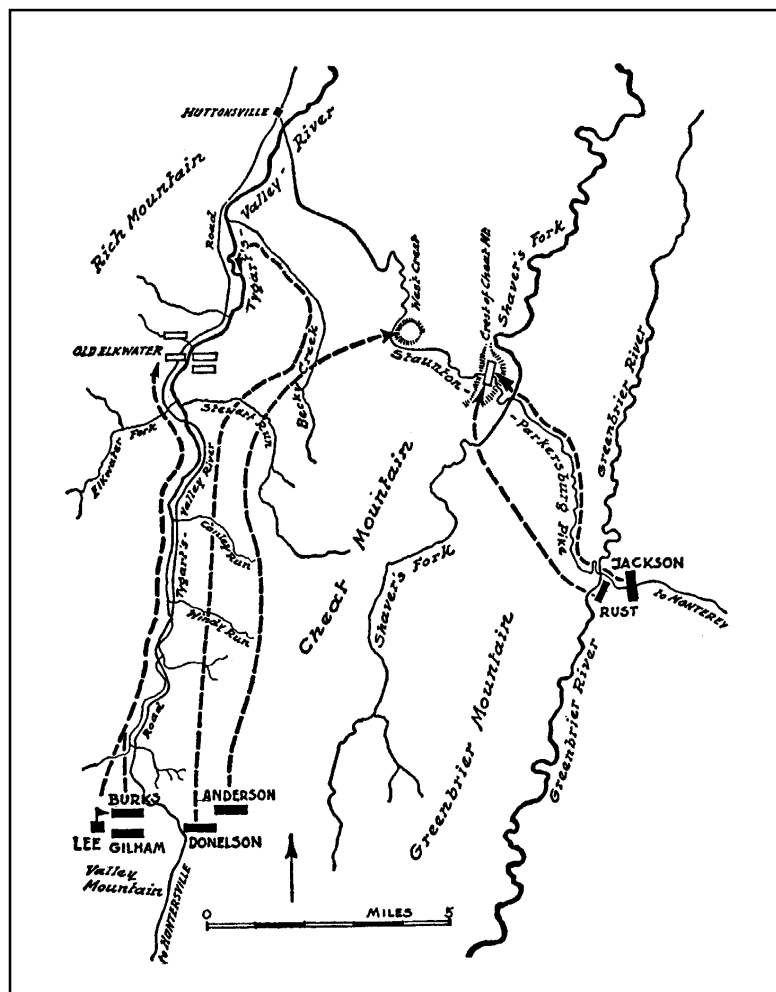 HUTTONSVILLE
River
Valley-
Tygart's-
Road
Rich Mountain
West Crest
Crest of Cheat Mt.
Shaver's Fork
OLD ELKWATER
Staunton-
Becky Creek
Stewart Run
Elkwater Fork
-Parkersburg Pike
Greenbrier River
Valley River
Tygart's-
Conley Run
Cheat Mountain
Shaver's Fork
JACKSON
RUST
to MONTEREY
Windy Run
Greenbrier Mountain
Greenbrier River
Road
BURKS
ANDERSON
LEE
GILHAM
DONELSON
Valley
Mountain
to HUNTERSVILLE
0 MILES 5